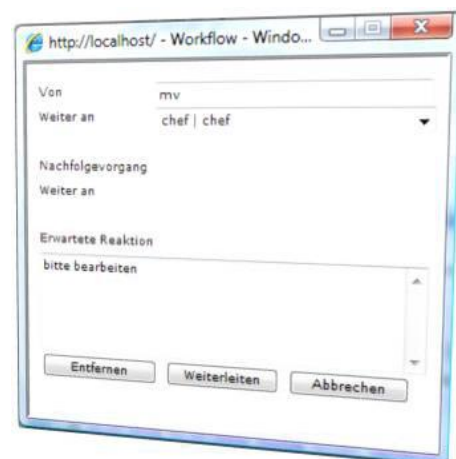 http://localhost/ - Workflow - Windo...
Von mv
Weiter an chef | chef
Nachfolgevorgang
Weiter an
Erwartete Reaktion
bitte bearbeiten
Entfernen Weiterleiten Abbrechen